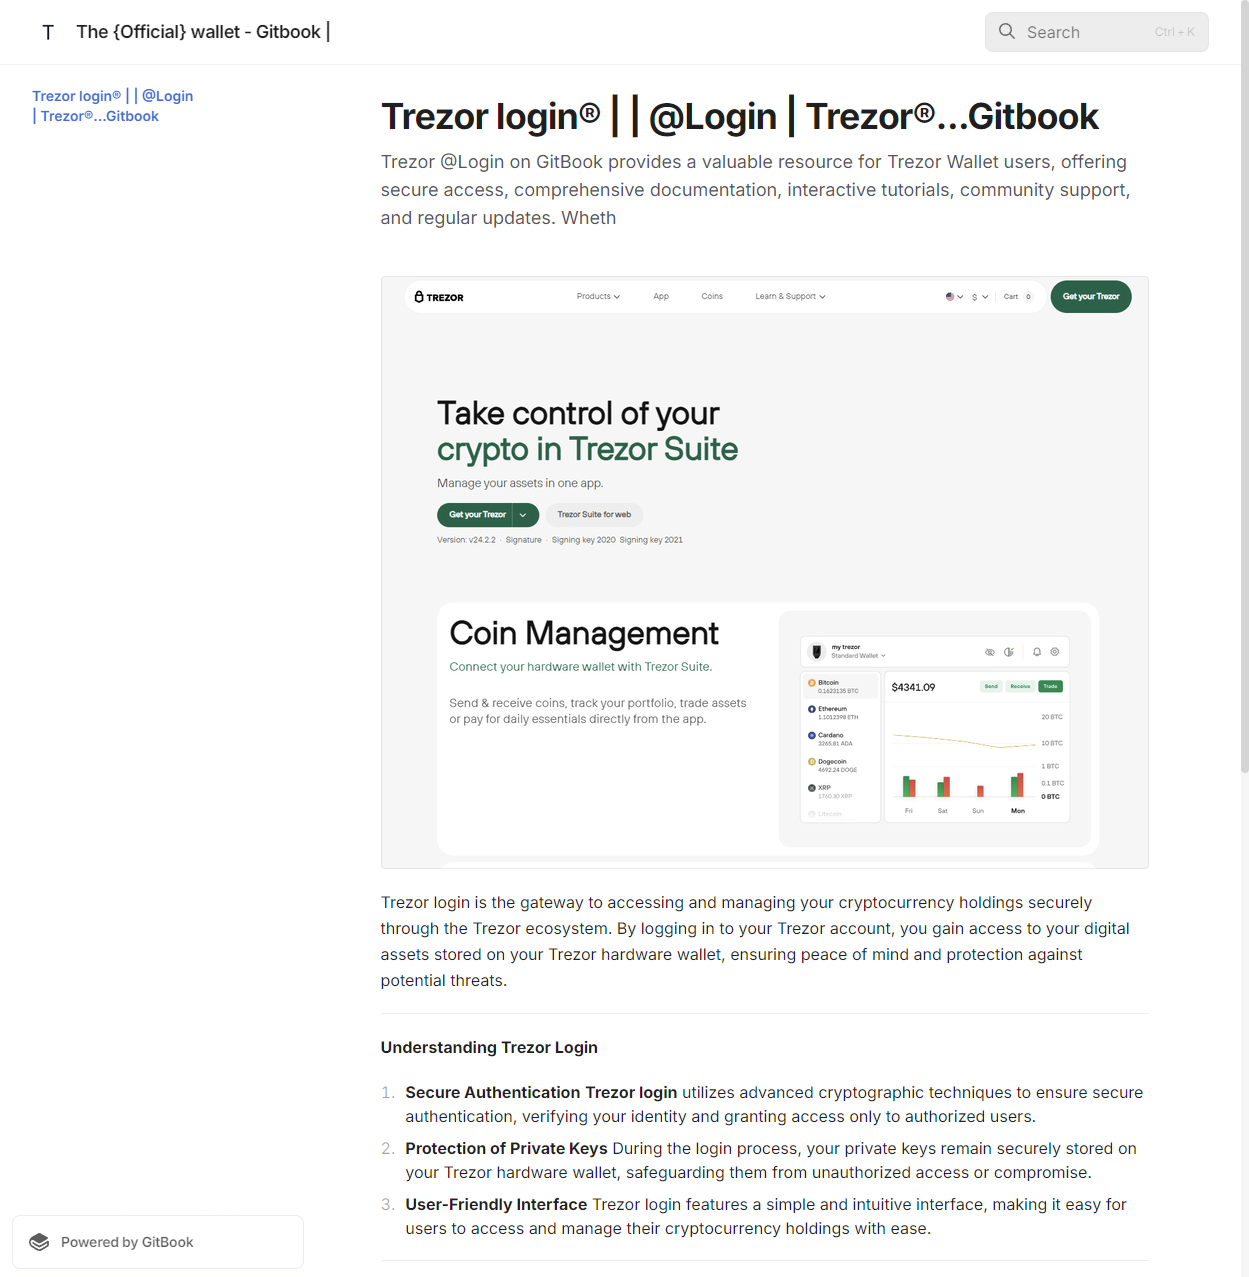 T The {Official} wallet - Gitbook |
Search Ctrl + K
Trezor login® | | @Login
| Trezor®...Gitbook
Trezor login® | | @Login | Trezor®...Gitbook
Trezor @Login on GitBook provides a valuable resource for Trezor Wallet users, offering
secure access, comprehensive documentation, interactive tutorials, community support,
and regular updates. Wheth
TREZOR Products App Coins Learn & Support $ Cart 0 Get your Trezor
Take control of your
crypto in Trezor Suite
Manage your assets in one app.
Get your Trezor Trezor Suite for web
Version: v24.2.2 · Signature · Signing key 2020 Signing key 2021
Coin Management
Connect your hardware wallet with Trezor Suite.
Send & receive coins, track your portfolio, trade assets
or pay for daily essentials directly from the app.
my trezor
Standard Wallet
Bitcoin
0.1623135 BTC
Ethereum
1.1012398 ETH
Cardano
3265.81 ADA
Dogecoin
4692.24 DOGE
XRP
1760.30 XRP
Litecoin
$4341.09 Send Receive Trade
20 BTC
10 BTC
1 BTC
0.1 BTC
0 BTC
Fri Sat Sun Mon
Trezor login is the gateway to accessing and managing your cryptocurrency holdings securely
through the Trezor ecosystem. By logging in to your Trezor account, you gain access to your digital
assets stored on your Trezor hardware wallet, ensuring peace of mind and protection against
potential threats.
Understanding Trezor Login
1. Secure Authentication Trezor login utilizes advanced cryptographic techniques to ensure secure
authentication, verifying your identity and granting access only to authorized users.
2. Protection of Private Keys During the login process, your private keys remain securely stored on
your Trezor hardware wallet, safeguarding them from unauthorized access or compromise.
3. User-Friendly Interface Trezor login features a simple and intuitive interface, making it easy for
users to access and manage their cryptocurrency holdings with ease.
Powered by GitBook